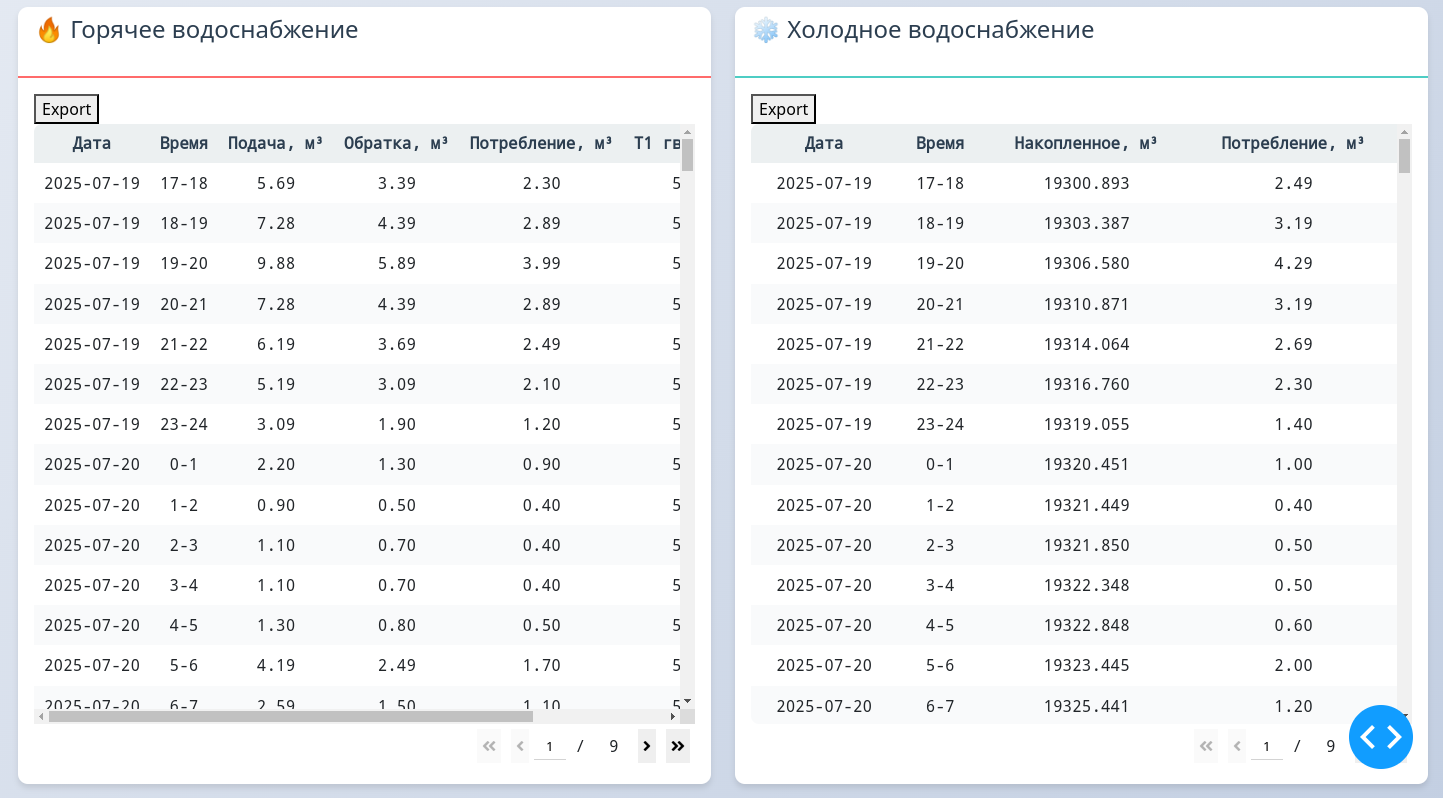 🔥 Горячее водоснабжение
Export
Дата Время Подача, м³ Обратка, м³ Потребление, м³ T1
2025-07-19 17-18 5.69 3.39 2.30 5
2025-07-19 18-19 7.28 4.39 2.89 5
2025-07-19 19-20 9.88 5.89 3.99 5
2025-07-19 20-21 7.28 4.39 2.89 5
2025-07-19 21-22 6.19 3.69 2.49 5
2025-07-19 22-23 5.19 3.09 2.10 5
2025-07-19 23-24 3.09 1.90 1.20 5
2025-07-20 0-1 2.20 1.30 0.90 5
2025-07-20 1-2 0.90 0.50 0.40 5
2025-07-20 2-3 1.10 0.70 0.40 5
2025-07-20 3-4 1.10 0.70 0.40 5
2025-07-20 4-5 1.30 0.80 0.50 5
2025-07-20 5-6 4.19 2.49 1.70 5
2025-07-20 6-7 2.59 1.50 1.10 5
1 / 9
❄️ Холодное водоснабжение
Export
Дата Время Накопленное, м³ Потребление, м³
2025-07-19 17-18 19300.893 2.49
2025-07-19 18-19 19303.387 3.19
2025-07-19 19-20 19306.580 4.29
2025-07-19 20-21 19310.871 3.19
2025-07-19 21-22 19314.064 2.69
2025-07-19 22-23 19316.760 2.30
2025-07-19 23-24 19319.055 1.40
2025-07-20 0-1 19320.451 1.00
2025-07-20 1-2 19321.449 0.40
2025-07-20 2-3 19321.850 0.50
2025-07-20 3-4 19322.348 0.50
2025-07-20 4-5 19322.848 0.60
2025-07-20 5-6 19323.445 2.00
2025-07-20 6-7 19325.441 1.20
1 / 9